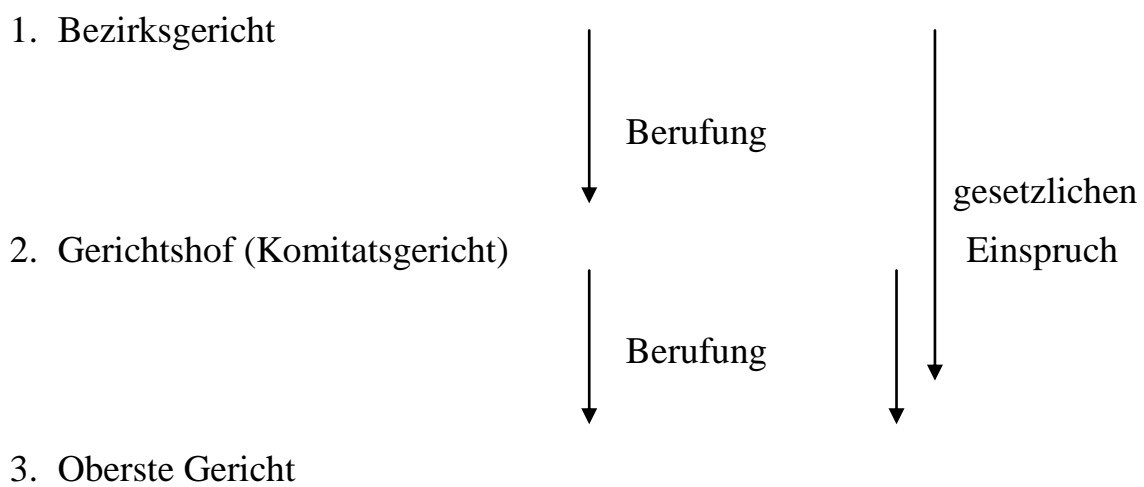 1. Bezirksgericht
Berufung
gesetzlichen
2. Gerichtshof (Komitatsgericht)
Einspruch
Berufung
3. Oberste Gericht